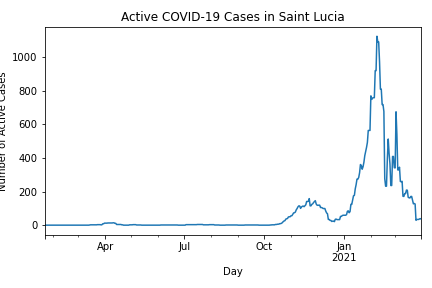 Active COVID-19 Cases in Saint Lucia
Number of Active Cases
1000
800
600
400
200
0
Apr
Jul
Oct
Jan
2021
Day